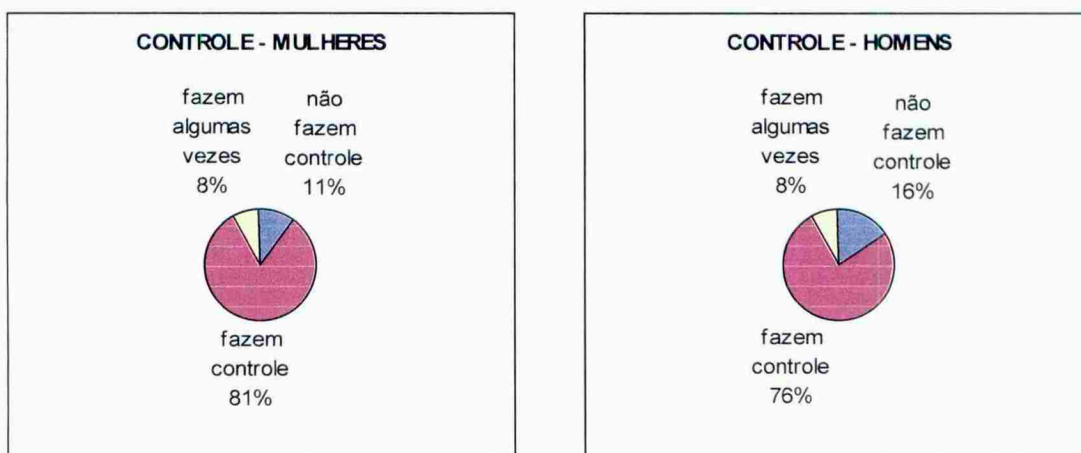 CONTROLE - MULHERES
fazem
algumas
vezes
8%
não
fazem
controle
11%
fazem
controle
81%
CONTROLE - HOMENS
fazem
algumas
vezes
8%
não
fazem
controle
16%
fazem
controle
76%